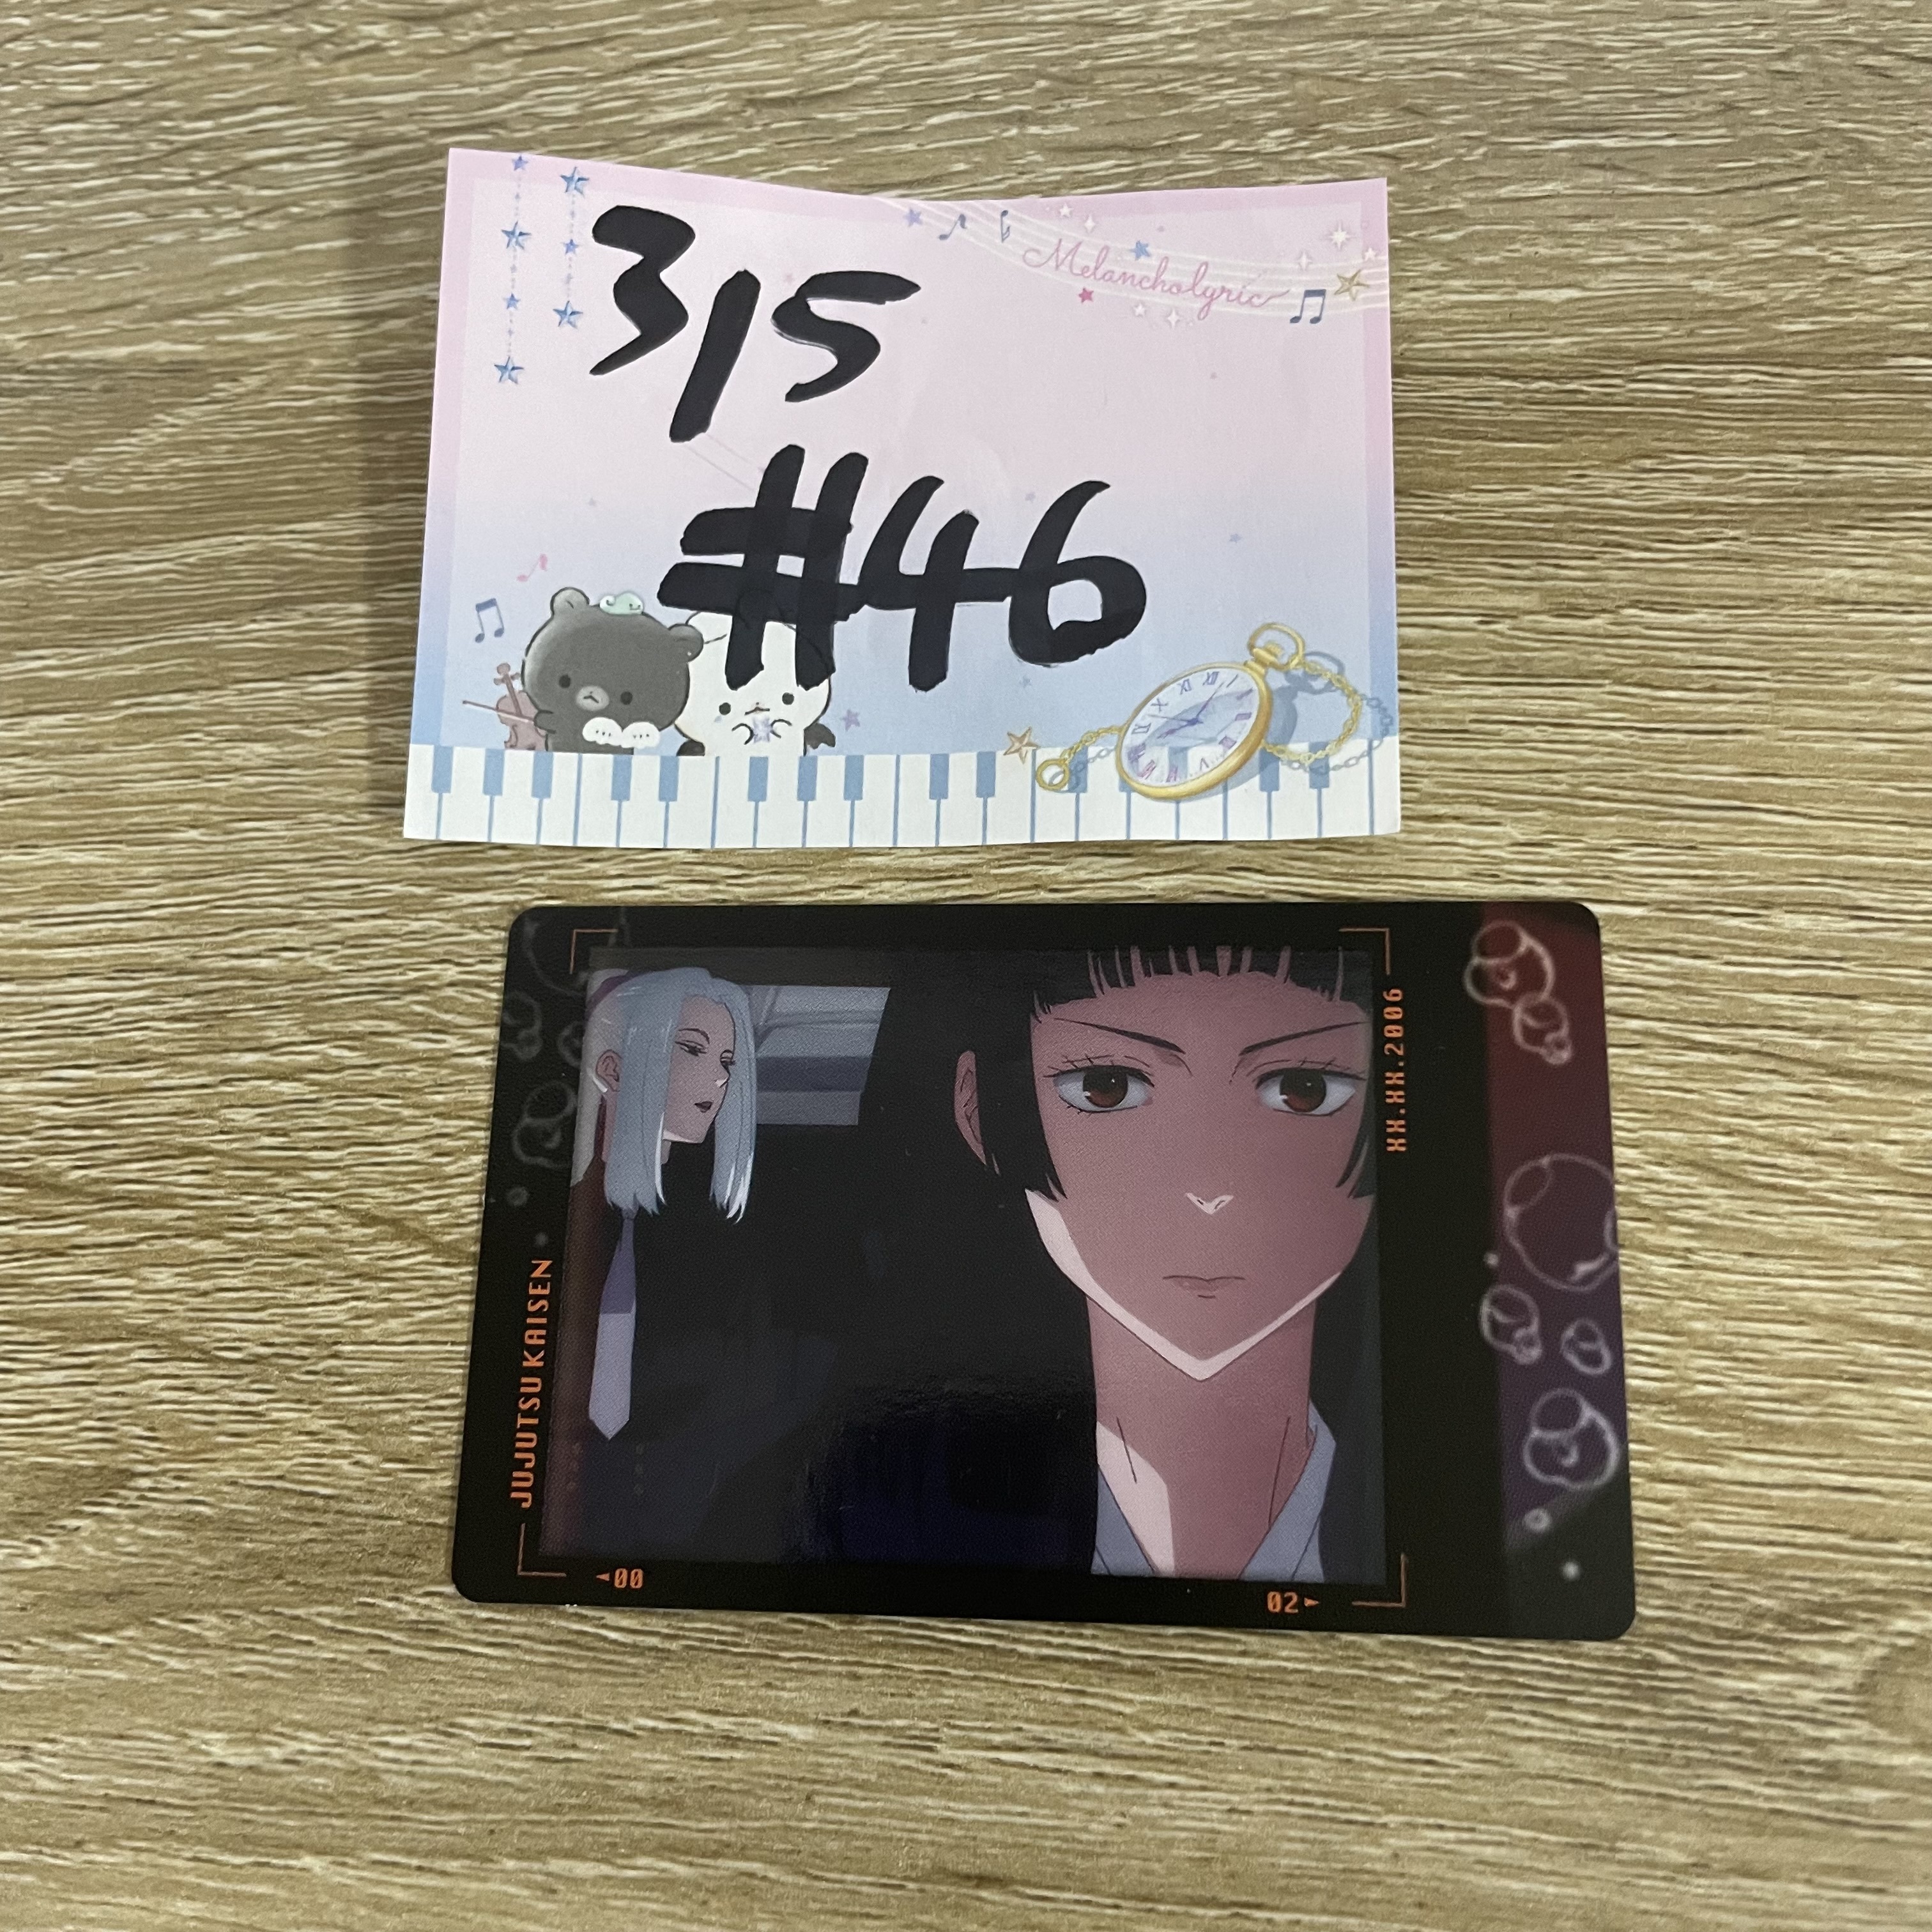 Melancholyric
315
#46
JUJUTSU KAISEN
XX.XX.2006
◄00
02►